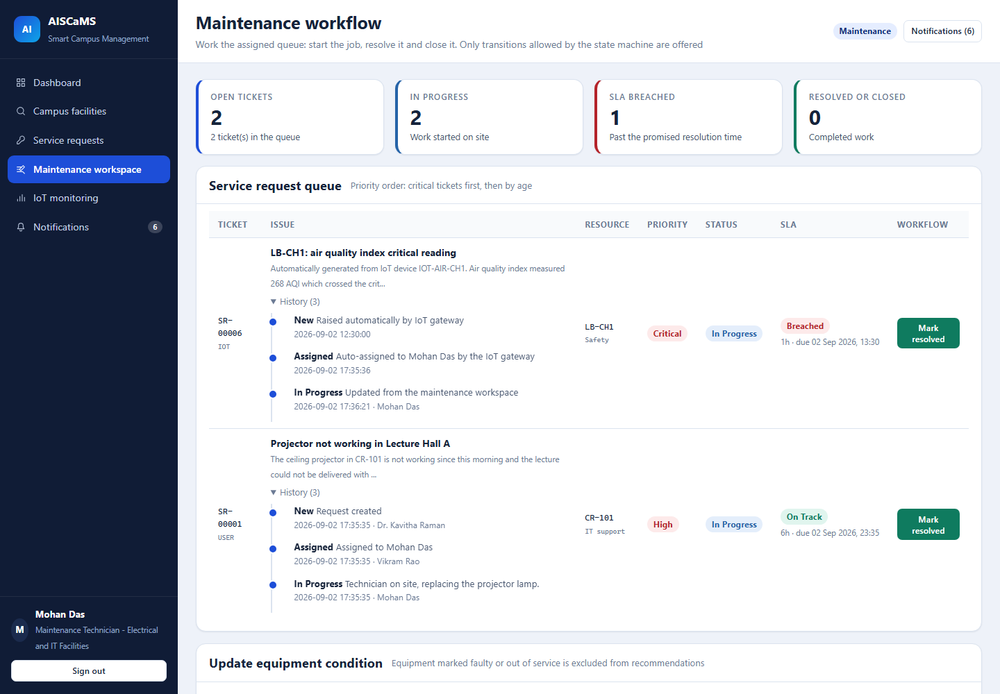 AI
AISCaMS
Smart Campus Management
Dashboard
Campus facilities
Service requests
Maintenance workspace
IoT monitoring
Notifications 6
M
Mohan Das
Maintenance Technician - Electrical
and IT Facilities
Sign out
Maintenance workflow
Work the assigned queue: start the job, resolve it and close it. Only transitions allowed by the state machine are offered
Maintenance
Notifications (6)
OPEN TICKETS
2
2 ticket(s) in the queue
IN PROGRESS
2
Work started on site
SLA BREACHED
1
Past the promised resolution time
RESOLVED OR CLOSED
0
Completed work
Service request queue Priority order: critical tickets first, then by age
TICKET ISSUE RESOURCE PRIORITY STATUS SLA WORKFLOW
SR-
00006
IOT
LB-CH1: air quality index critical reading
Automatically generated from IoT device IOT-AIR-CH1. Air quality index measured
268 AQI which crossed the crit...
▼ History (3)
New Raised automatically by IoT gateway
2026-09-02 12:30:00
Assigned Auto-assigned to Mohan Das by the IoT gateway
2026-09-02 17:35:36
In Progress Updated from the maintenance workspace
2026-09-02 17:36:21 · Mohan Das
LB-CH1
Safety
Critical
In Progress
Breached
1h · due 02 Sep 2026, 13:30
Mark
resolved
SR-
00001
USER
Projector not working in Lecture Hall A
The ceiling projector in CR-101 is not working since this morning and the lecture
could not be delivered with ...
▼ History (3)
New Request created
2026-09-02 17:35:35 · Dr. Kavitha Raman
Assigned Assigned to Mohan Das
2026-09-02 17:35:35 · Vikram Rao
In Progress Technician on site, replacing the projector lamp.
2026-09-02 17:35:35 · Mohan Das
CR-101
IT support
High
In Progress
On Track
6h · due 02 Sep 2026, 23:35
Mark
resolved
Update equipment condition Equipment marked faulty or out of service is excluded from recommendations